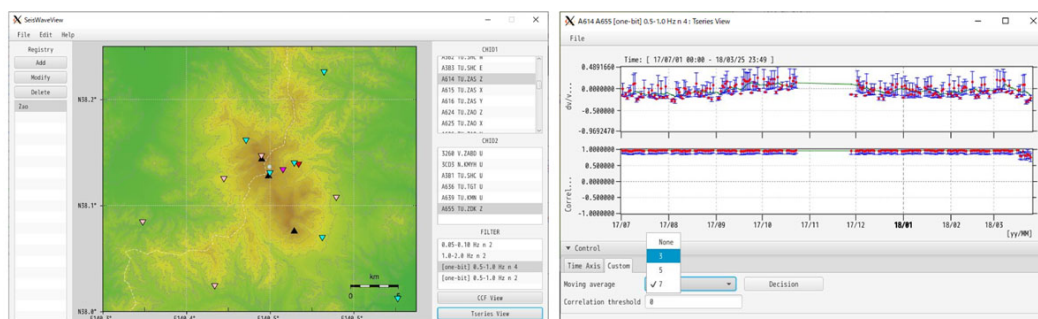 SeisWaveView
File Edit Help
Registry
Add
Modify
Delete
Zao
N38.2°
N38.1°
N38.0°
km
CHID1
A383 TU.SHC E
A614 TU.ZAS Z
A615 TU.ZAS X
A616 TU.ZAS Y
A624 TU.ZAO Z
A625 TU.ZAO X
CHID2
3260 V.ZABD U
3CD5 N.KMYH U
A381 TU.SHC U
A636 TU.TGT U
A639 TU.KMN U
A655 TU.ZOK Z
FILTER
0.05-0.10 Hz n 2
1.0-2.0 Hz n 2
[one-bit] 0.5-1.0 Hz n 4
[one-bit] 0.5-1.0 Hz n 2
CCF View
Tseries View
A614 A655 [one-bit] 0.5-1.0 Hz n 4 : Tseries View
File
Time: [ 17/07/01 00:00 - 18/03/25 23:49 ]
dv/v...
0.4891660
0.0000000
-0.500000
-0.9692470
Correl...
1.0000000
0.500000
0.0000000
-0.500000
-1.0000000
17/07 17/08 17/09 17/10 17/11 17/12 18/01 18/02 18/03
[yy/MM]
▼ Control
Time Axis Custom
Moving average
None
3
5
✓ 7
Decision
Correlation threshold 0